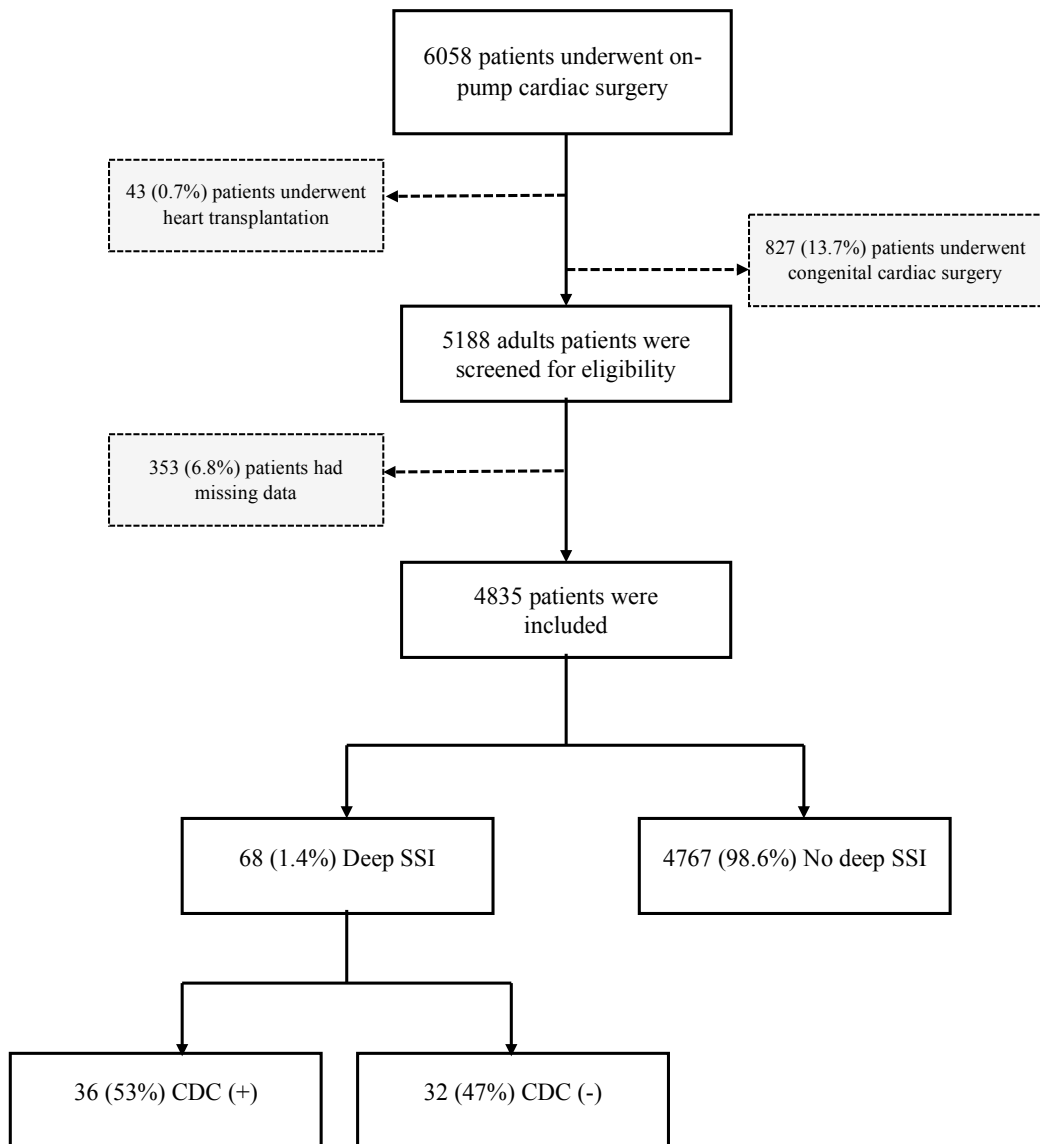 6058 patients underwent on-
pump cardiac surgery
43 (0.7%) patients underwent
heart transplantation
827 (13.7%) patients underwent
congenital cardiac surgery
5188 adults patients were
screened for eligibility
353 (6.8%) patients had
missing data
4835 patients were
included
68 (1.4%) Deep SSI
4767 (98.6%) No deep SSI
36 (53%) CDC (+)
32 (47%) CDC (-)